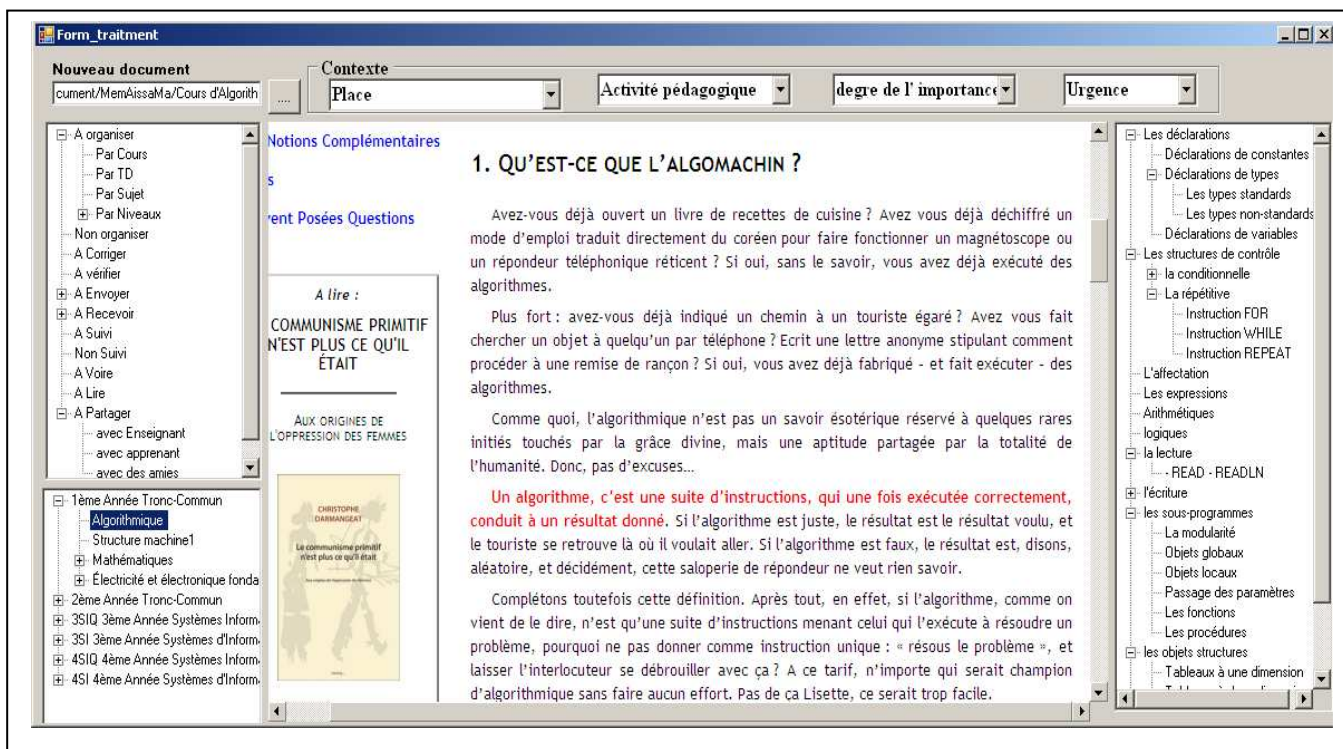 Form_traitment
Nouveau document
cument/MemAissaMa/Cours d'Algorith
....
Contexte
Place
Activité pédagogique
degre de l' importance
Urgence
A organiser
Par Cours
Par TD
Par Sujet
Par Niveaux
Non organiser
A Corriger
A vérifier
A Envoyer
A Recevoir
A Suivi
Non Suivi
A Voire
A Lire
A Partager
avec Enseignant
avec apprenant
avec des amies
1ème Année Tronc-Commun
Algorithmique
Structure machine1
Mathématiques
Électricité et électronique fonda
2ème Année Tronc-Commun
3SIQ 3ème Année Systèmes Inform
3SI 3ème Année Systèmes d'Inform
4SIQ 4ème Année Systèmes Inform
4SI 4ème Année Systèmes d'Inform
Notions Complémentaires
s
ent Posées Questions
A lire :
COMMUNISME PRIMITIF
N'EST PLUS CE QU'IL
ÉTAIT
AUX ORIGINES DE
L'OPPRESSION DES FEMMES
CHRISTOPHE
DARMANGEAT
Le communisme primitif
n'est plus ce qu'il était
1. QU'EST-CE QUE L'ALGOMACHIN ?
Avez-vous déjà ouvert un livre de recettes de cuisine ? Avez vous déjà déchiffré un
mode d'emploi traduit directement du coréen pour faire fonctionner un magnétoscope ou
un répondeur téléphonique réticent ? Si oui, sans le savoir, vous avez déjà exécuté des
algorithmes.
Plus fort : avez-vous déjà indiqué un chemin à un touriste égaré ? Avez vous fait
chercher un objet à quelqu'un par téléphone ? Ecrit une lettre anonyme stipulant comment
procéder à une remise de rançon ? Si oui, vous avez déjà fabriqué - et fait exécuter - des
algorithmes.
Comme quoi, l'algorithmique n'est pas un savoir ésotérique réservé à quelques rares
initiés touchés par la grâce divine, mais une aptitude partagée par la totalité de
l'humanité. Donc, pas d'excuses…
Un algorithme, c'est une suite d'instructions, qui une fois exécutée correctement,
conduit à un résultat donné. Si l'algorithme est juste, le résultat est le résultat voulu, et
le touriste se retrouve là où il voulait aller. Si l'algorithme est faux, le résultat est, disons,
aléatoire, et décidément, cette saloperie de répondeur ne veut rien savoir.
Complétons toutefois cette définition. Après tout, en effet, si l'algorithme, comme on
vient de le dire, n'est qu'une suite d'instructions menant celui qui l'exécute à résoudre un
problème, pourquoi ne pas donner comme instruction unique : « résous le problème », et
laisser l'interlocuteur se débrouiller avec ça ? A ce tarif, n'importe qui serait champion
d'algorithmique sans faire aucun effort. Pas de ça Lisette, ce serait trop facile.
Les déclarations
Déclarations de constantes
Déclarations de types
Les types standards
Les types non-standards
Déclarations de variables
Les structures de contrôle
la conditionnelle
La répétitive
Instruction FOR
Instruction WHILE
Instruction REPEAT
L'affectation
Les expressions
Arithmétiques
logiques
la lecture
- READ - READLN
l'écriture
les sous-programmes
La modularité
Objets globaux
Objets locaux
Passage des paramètres
Les fonctions
Les procédures
les objets structures
Tableaux à une dimension